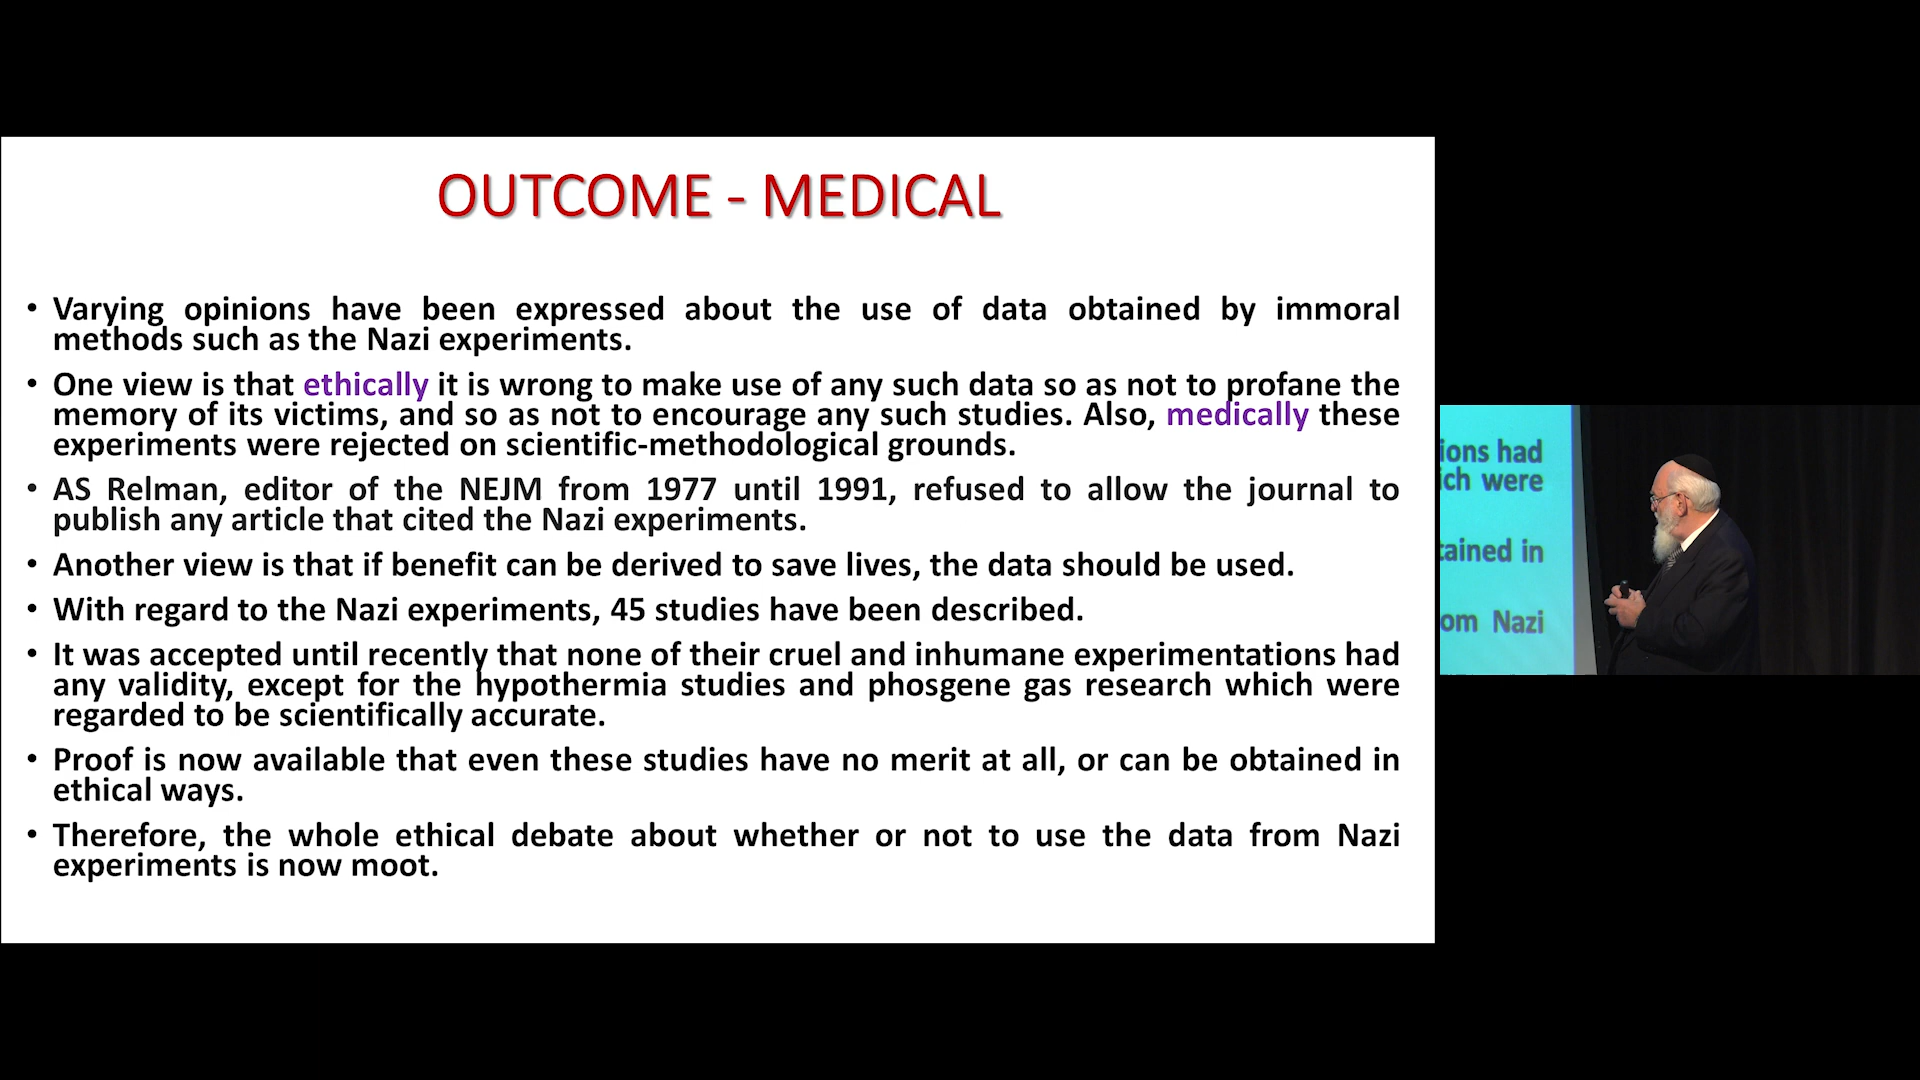 OUTCOME - MEDICAL
• Varying opinions have been expressed about the use of data obtained by immoral
methods such as the Nazi experiments.
• One view is that ethically it is wrong to make use of any such data so as not to profane the
memory of its victims, and so as not to encourage any such studies. Also, medically these
experiments were rejected on scientific-methodological grounds.
• AS Relman, editor of the NEJM from 1977 until 1991, refused to allow the journal to
publish any article that cited the Nazi experiments.
• Another view is that if benefit can be derived to save lives, the data should be used.
• With regard to the Nazi experiments, 45 studies have been described.
• It was accepted until recently that none of their cruel and inhumane experimentations had
any validity, except for the hypothermia studies and phosgene gas research which were
regarded to be scientifically accurate.
• Proof is now available that even these studies have no merit at all, or can be obtained in
ethical ways.
• Therefore, the whole ethical debate about whether or not to use the data from Nazi
experiments is now moot.
ions had
ich were
tained in
om Nazi